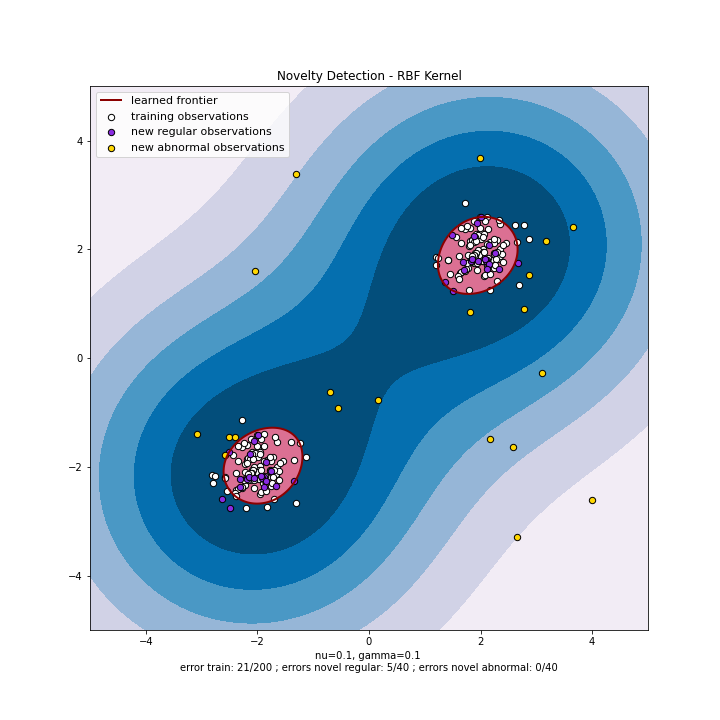 Novelty Detection - RBF Kernel
learned frontier
training observations
new regular observations
new abnormal observations
4
2
0
−2
−4
−4 −2 0 2 4
nu=0.1, gamma=0.1
error train: 21/200 ; errors novel regular: 5/40 ; errors novel abnormal: 0/40